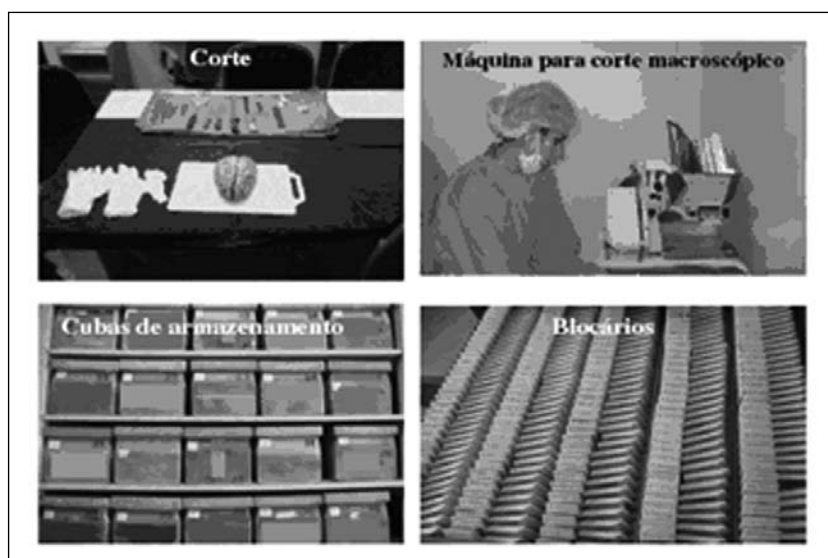 Corte
Máquina para corte macroscópico
Cubas de armazenamento
Blocários